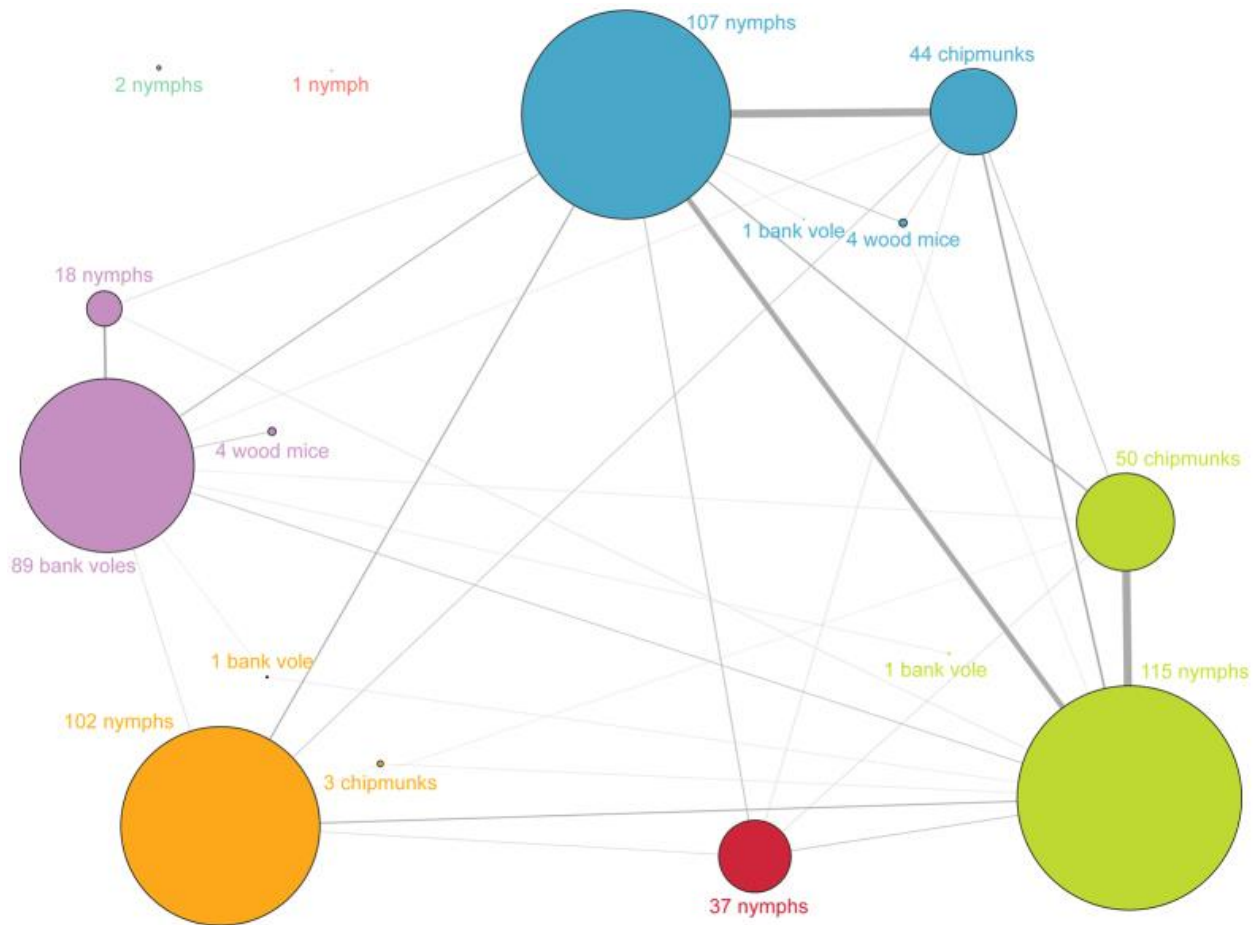 107 nymphs
44 chipmunks
2 nymphs
1 nymph
1 bank vole
4 wood mice
18 nymphs
4 wood mice
50 chipmunks
89 bank voles
1 bank vole
1 bank vole
115 nymphs
102 nymphs
3 chipmunks
37 nymphs